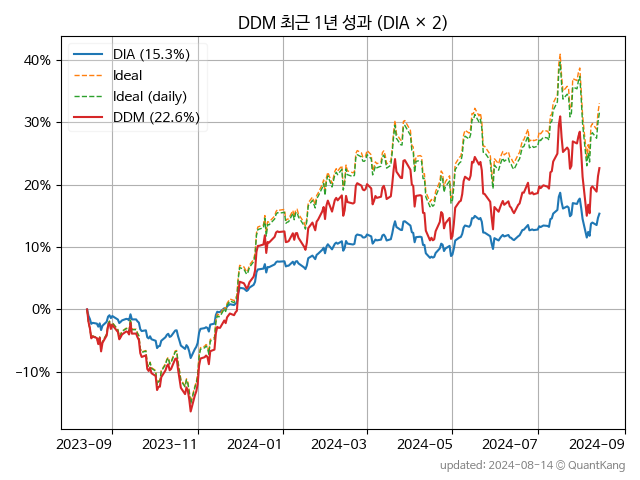 DDM 최근 1년 성과 (DIA × 2)
DIA (15.3%)
Ideal
Ideal (daily)
DDM (22.6%)
40%
30%
20%
10%
0%
−10%
2023-09 2023-11 2024-01 2024-03 2024-05 2024-07 2024-09
updated: 2024-08-14 © QuantKang